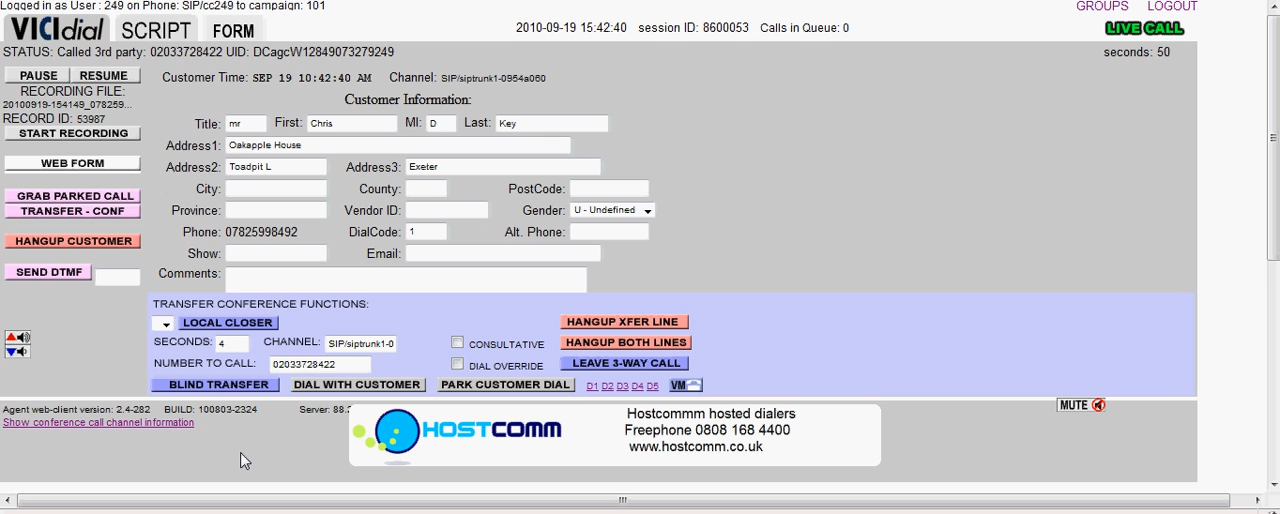 Logged in as User : 249 on Phone: SIP/cc249 to campaign: 101
GROUPS LOGOUT
VICIdial SCRIPT FORM
2010-09-19 15:42:40 session ID: 8600053 Calls in Queue: 0
LIVE CALL
STATUS: Called 3rd party: 02033728422 UID: DCagcW12849073279249
seconds: 50
PAUSE RESUME
RECORDING FILE:
20100919-154149_078259...
RECORD ID: 53987
START RECORDING
WEB FORM
GRAB PARKED CALL
TRANSFER - CONF
HANGUP CUSTOMER
SEND DTMF
Customer Time: SEP 19 10:42:40 AM Channel: SIP/siptrunk1-0954a060
Customer Information:
Title: mr First: Chris MI: D Last: Key
Address1: Oakapple House
Address2: Toadpit L Address3: Exeter
City: County: PostCode:
Province: Vendor ID: Gender: U - Undefined
Phone: 07825998492 DialCode: 1 Alt. Phone:
Show: Email:
Comments:
TRANSFER CONFERENCE FUNCTIONS:
LOCAL CLOSER HANGUP XFER LINE
SECONDS: 4 CHANNEL: SIP/siptrunk1-0 CONSULTATIVE HANGUP BOTH LINES
NUMBER TO CALL: 02033728422 DIAL OVERRIDE LEAVE 3-WAY CALL
BLIND TRANSFER DIAL WITH CUSTOMER PARK CUSTOMER DIAL D1 D2 D3 D4 D5 VM
Agent web-client version: 2.4-282 BUILD: 100803-2324 Server: 88.
MUTE
Show conference call channel information
HOSTCOMM
Hostcommm hosted dialers
Freephone 0808 168 4400
www.hostcomm.co.uk